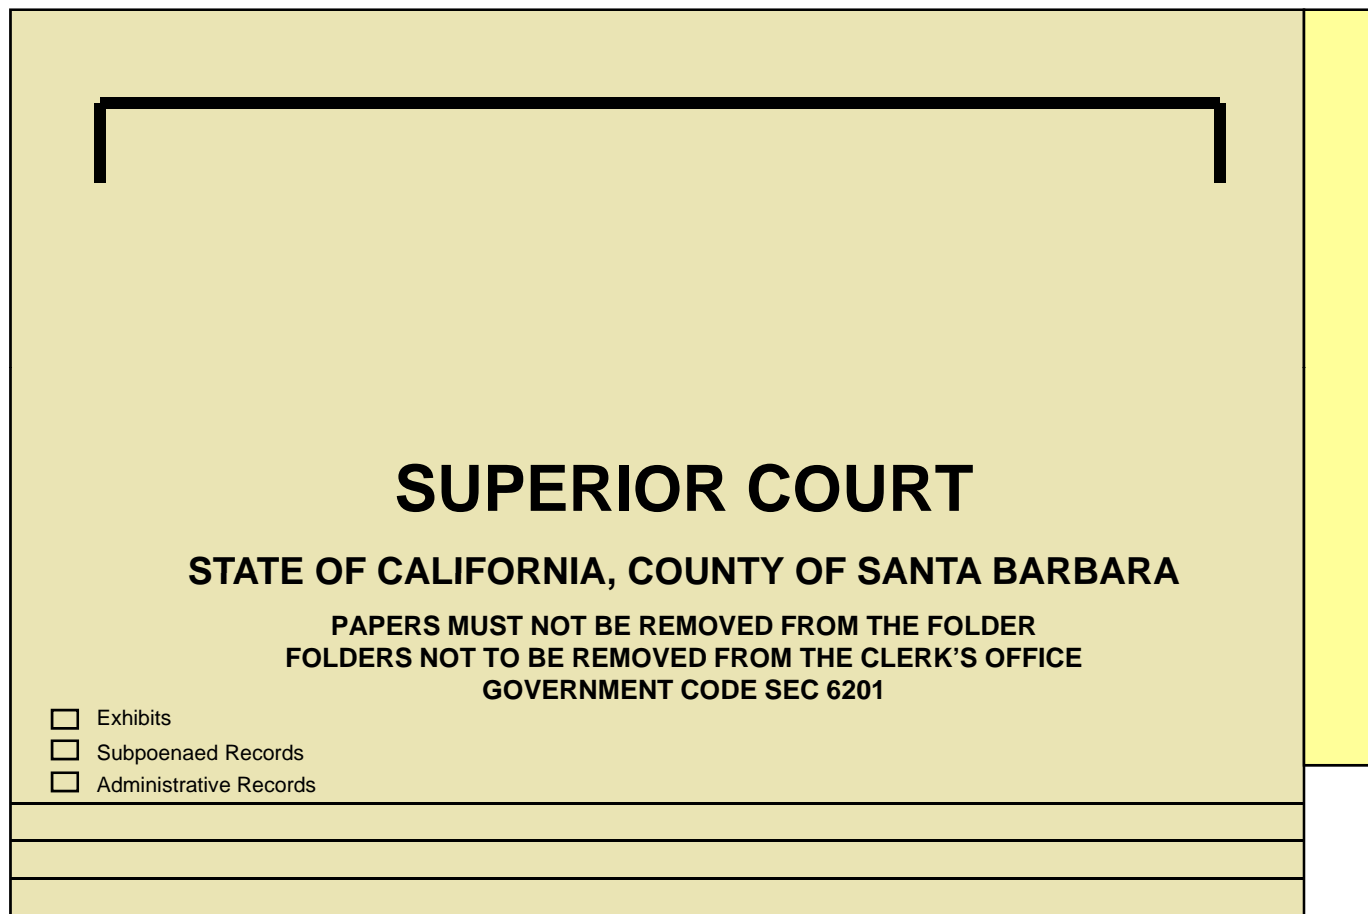 SUPERIOR COURT
STATE OF CALIFORNIA, COUNTY OF SANTA BARBARA
PAPERS MUST NOT BE REMOVED FROM THE FOLDER
FOLDERS NOT TO BE REMOVED FROM THE CLERK’S OFFICE
GOVERNMENT CODE SEC 6201
Exhibits
Subpoenaed Records
Administrative Records